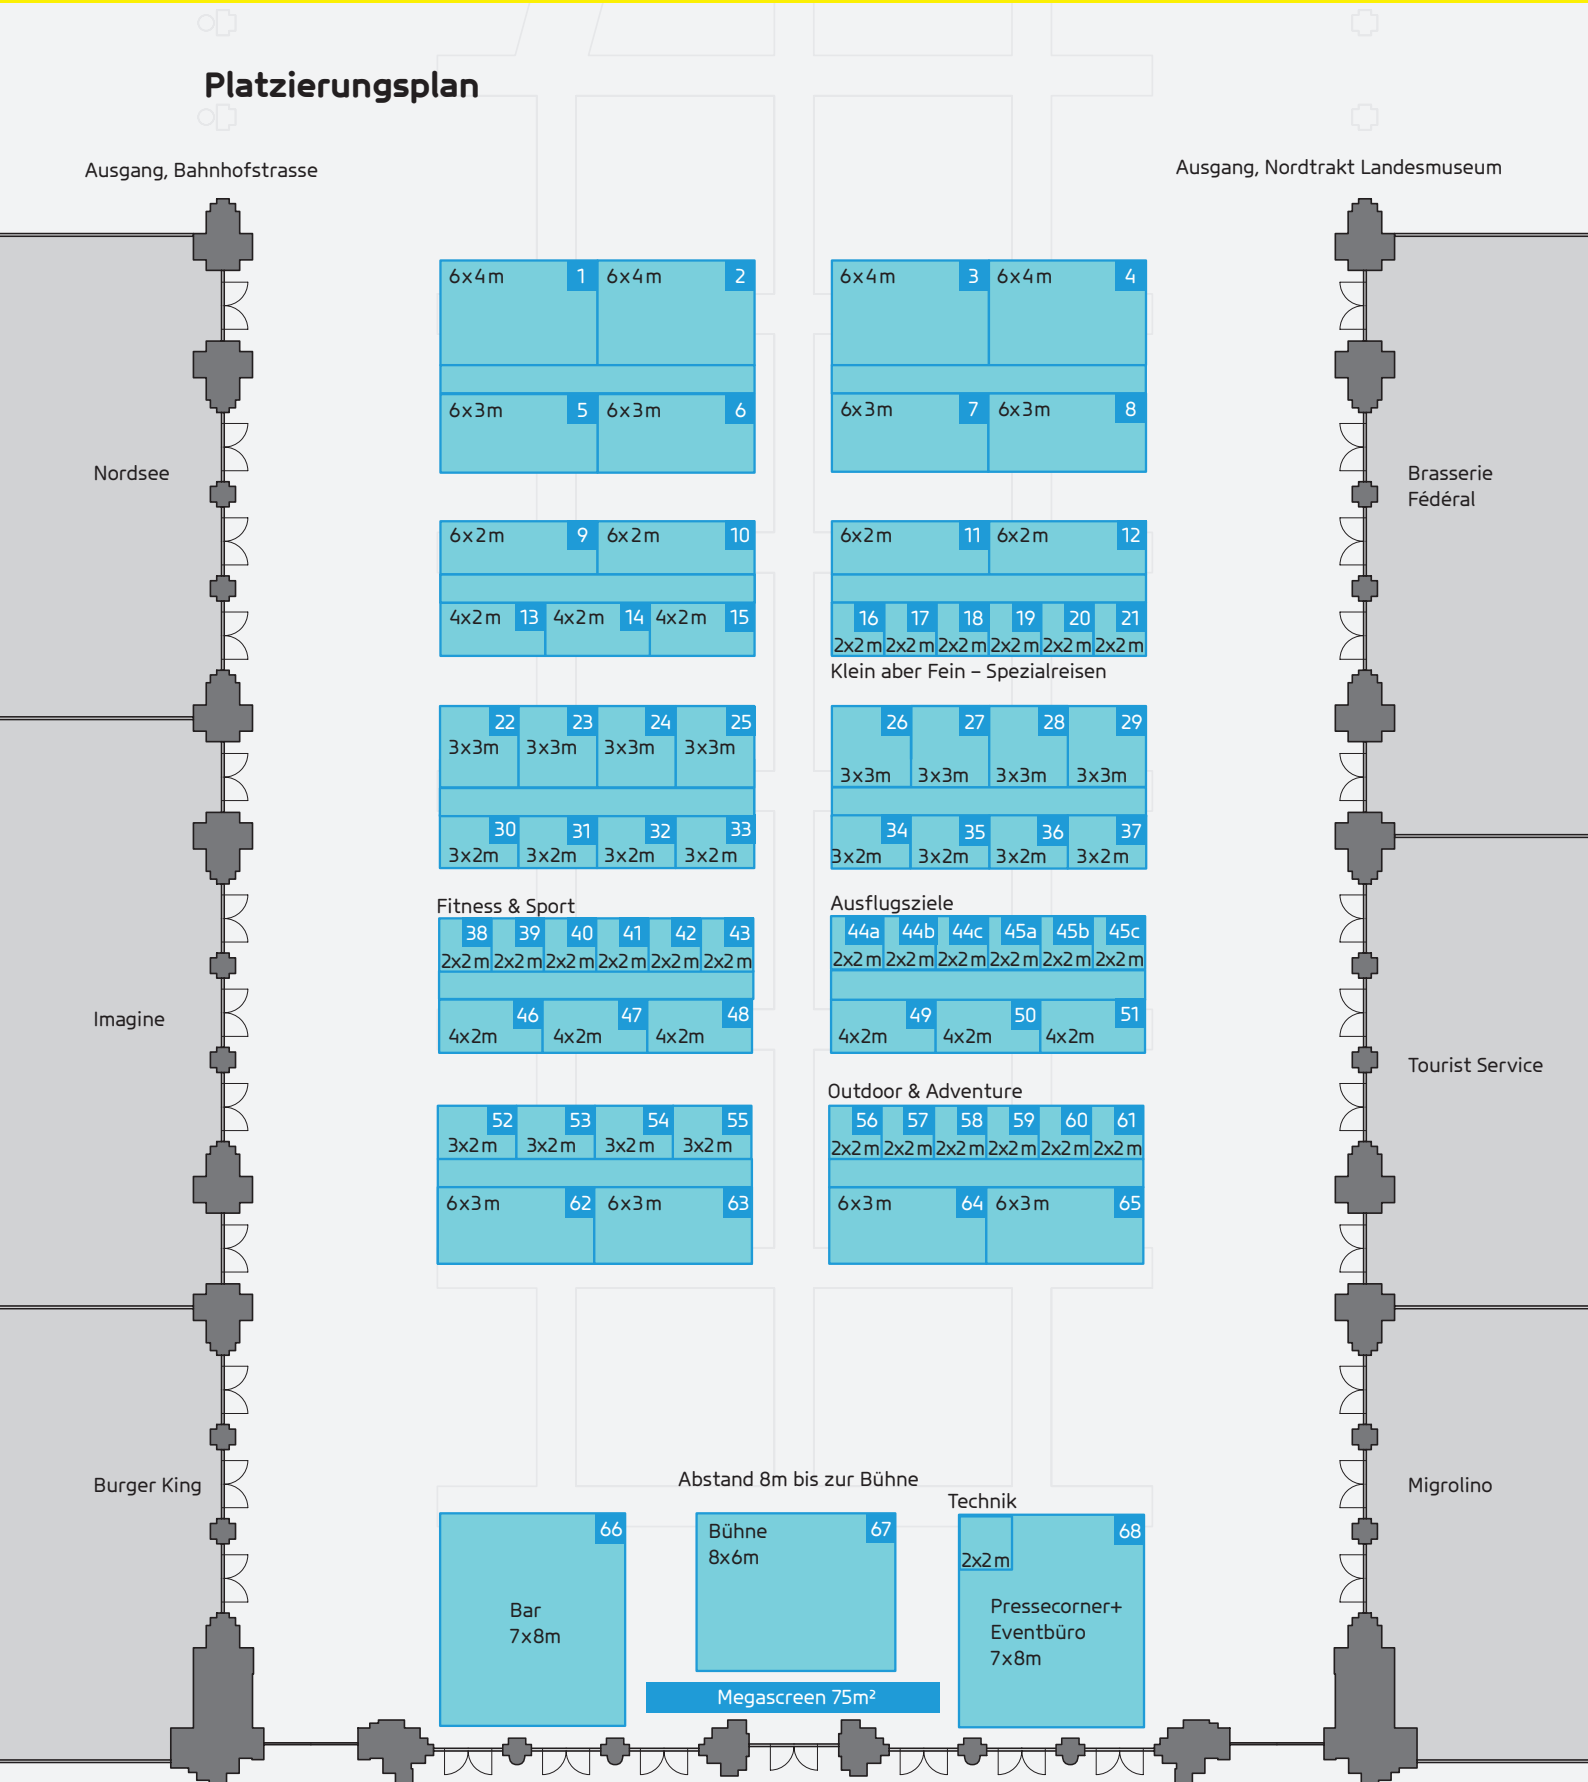 Platzierungsplan
Ausgang, Bahnhofstrasse
Ausgang, Nordtrakt Landesmuseum
6x4m 1 6x4m 2
6x4m 3 6x4m 4
6x3m 5 6x3m 6
6x3m 7 6x3m 8
Nordsee
Brasserie
Fédéral
6x2m 9 6x2m 10
6x2m 11 6x2m 12
4x2m 13 4x2m 14 4x2m 15
16 17 18 19 20 21
2x2m 2x2m 2x2m 2x2m 2x2m 2x2m
Klein aber Fein – Spezialreisen
22 23 24 25
3x3m 3x3m 3x3m 3x3m
26 27 28 29
3x3m 3x3m 3x3m 3x3m
30 31 32 33
3x2m 3x2m 3x2m 3x2m
34 35 36 37
3x2m 3x2m 3x2m 3x2m
Fitness & Sport
38 39 40 41 42 43
2x2m 2x2m 2x2m 2x2m 2x2m 2x2m
Ausflugsziele
44a 44b 44c 45a 45b 45c
2x2m 2x2m 2x2m 2x2m 2x2m 2x2m
Imagine
46 47 48
4x2m 4x2m 4x2m
49 50 51
4x2m 4x2m 4x2m
Tourist Service
52 53 54 55
3x2m 3x2m 3x2m 3x2m
Outdoor & Adventure
56 57 58 59 60 61
2x2m 2x2m 2x2m 2x2m 2x2m 2x2m
6x3m 62 6x3m 63
6x3m 64 6x3m 65
Burger King
Migrolino
Abstand 8m bis zur Bühne
66
Bar
7x8m
Bühne 67
8x6m
Technik
68
2x2m
Pressecorner+
Eventbüro
7x8m
Megascreen 75m²